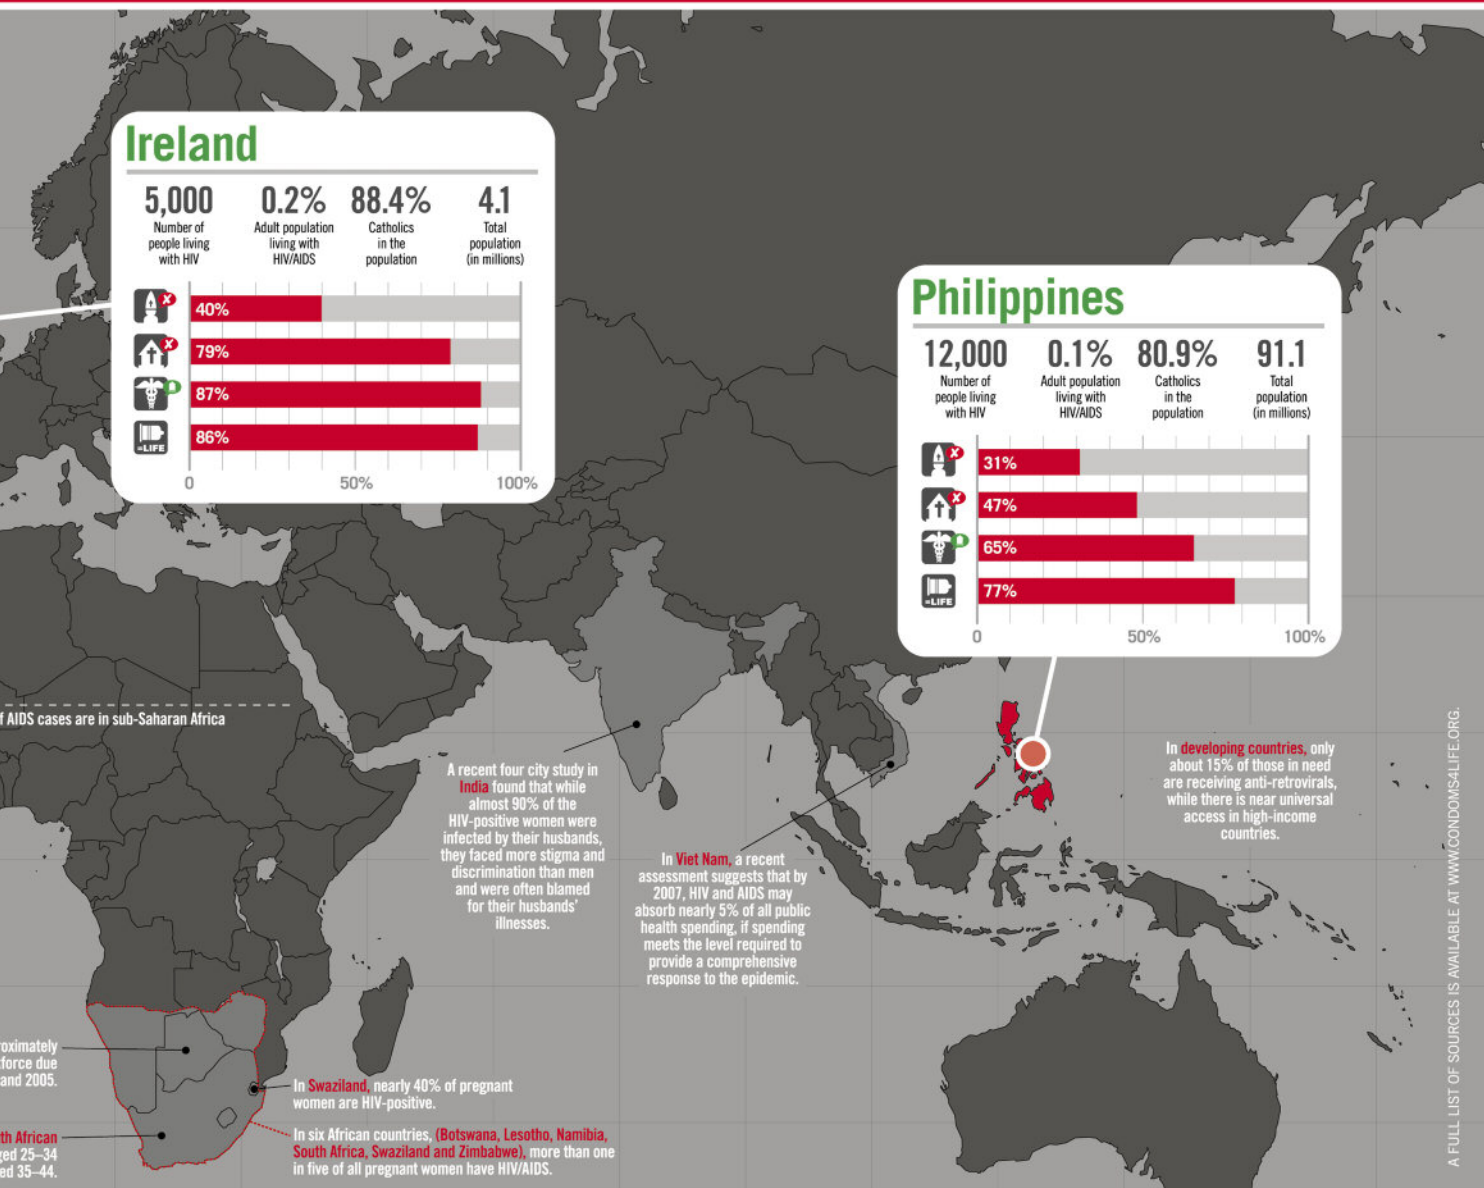 Ireland
5,000
Number of
people living
with HIV
0.2%
Adult population
living with
HIV/AIDS
88.4%
Catholics
in the
population
4.1
Total
population
(in millions)
40%
79%
87%
86%
=LIFE
0 50% 100%
Philippines
12,000
Number of
people living
with HIV
0.1%
Adult population
living with
HIV/AIDS
80.9%
Catholics
in the
population
91.1
Total
population
(in millions)
31%
47%
65%
77%
=LIFE
0 50% 100%
f AIDS cases are in sub-Saharan Africa
A recent four city study in
India found that while
almost 90% of the
HIV-positive women were
infected by their husbands,
they faced more stigma and
discrimination than men
and were often blamed
for their husbands'
illnesses.
In Viet Nam, a recent
assessment suggests that by
2007, HIV and AIDS may
absorb nearly 5% of all public
health spending, if spending
meets the level required to
provide a comprehensive
response to the epidemic.
In developing countries, only
about 15% of those in need
are receiving anti-retrovirals,
while there is near universal
access in high-income
countries.
roximately
force due
and 2005.
In Swaziland, nearly 40% of pregnant
women are HIV-positive.
th African
ged 25–34
ed 35–44.
In six African countries, (Botswana, Lesotho, Namibia,
South Africa, Swaziland and Zimbabwe), more than one
in five of all pregnant women have HIV/AIDS.
A FULL LIST OF SOURCES IS AVAILABLE AT WWW.CONDOMS4LIFE.ORG.